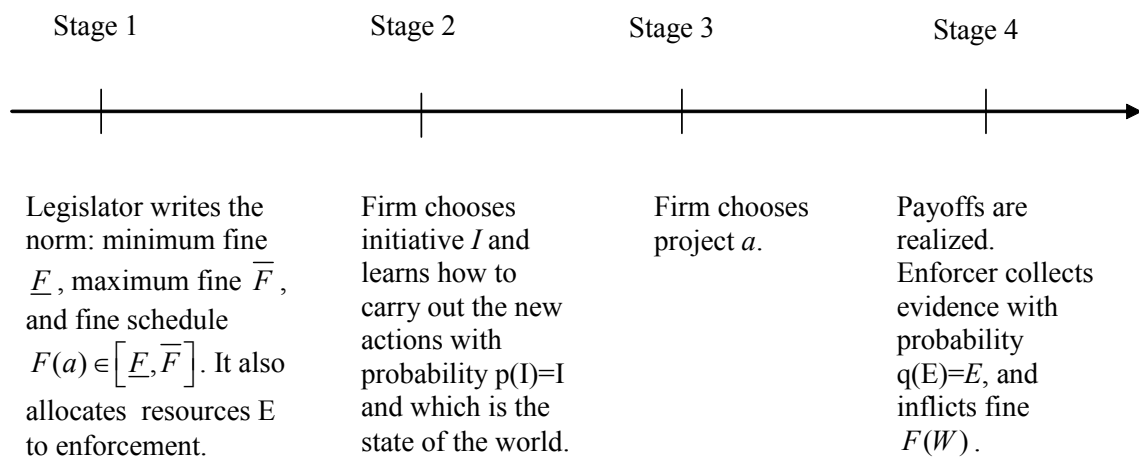 Stage 1
Stage 2
Stage 3
Stage 4
Legislator writes the
norm: minimum fine
F̲ , maximum fine F̅ ,
and fine schedule
F(a) ∈ [F̲, F̅] . It also
allocates resources E
to enforcement.
Firm chooses
initiative I and
learns how to
carry out the new
actions with
probability p(I)=I
and which is the
state of the world.
Firm chooses
project a.
Payoffs are
realized.
Enforcer collects
evidence with
probability
q(E)=E, and
inflicts fine
F(W) .